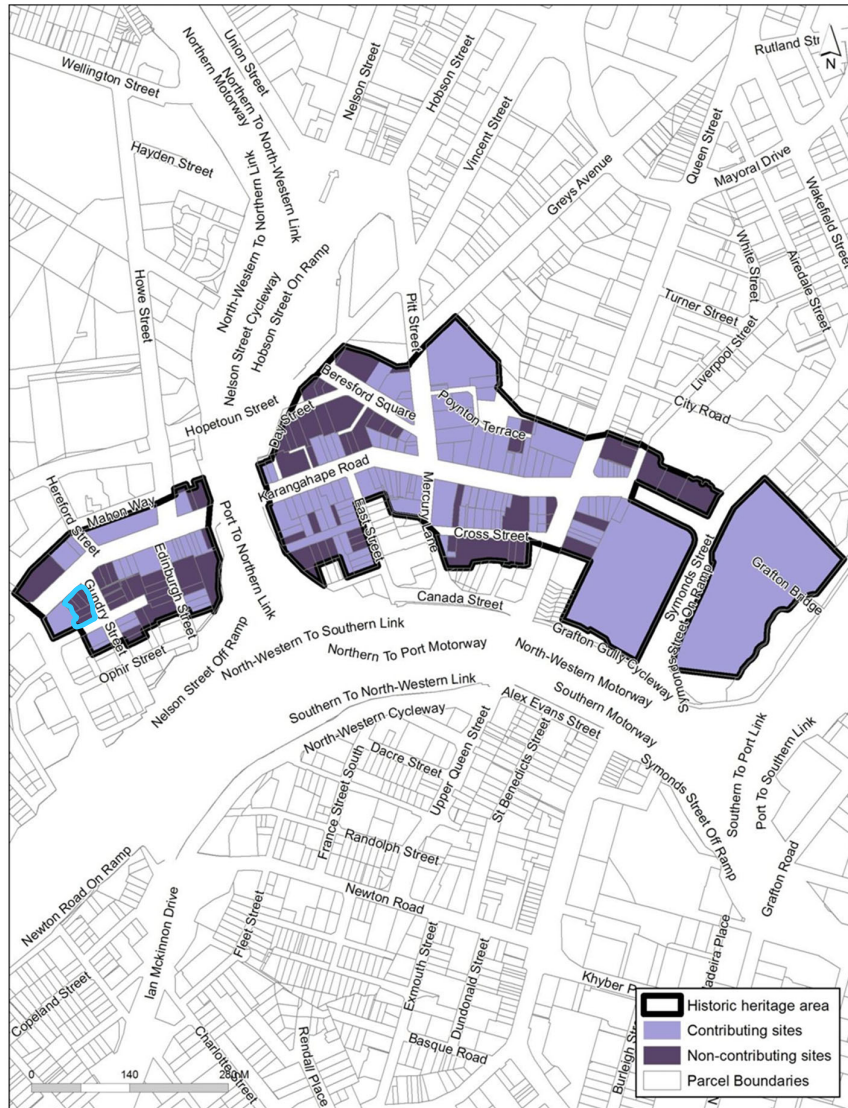 Rutland Str
N
Wellington Street
Union Street
Northern Motorway
Northern To North-Western Link
Nelson Street
Hobson Street
Vincent Street
Queen Street
Mayoral Drive
Hayden Street
Greys Avenue
Wakefield Street
North-Western To Northern Link
White Street
Airedale Street
Howe Street
Nelson Street Cycleway
Hobson Street On Ramp
Pitt Street
Turner Street
Liverpool Street
Beresford Square
Poynton Terrace
City Road
Hopetoun Street
Day Street
Karangahape Road
Mercury Lane
Hereford Street
Mahon Way
East Street
Cross Street
Port To Northern Link
Symonds Street
Symonds Street On Ramp
Grafton Bridge
Gundry Street
Edinburgh Street
Canada Street
Ophir Street
Nelson Street Off Ramp
North-Western To Southern Link
Northern To Port Motorway
North-Western Motorway
Grafton Gully Cycleway
Southern Motorway
Southern To North-Western Link
Alex Evans Street
North-Western Cycleway
Upper Queen Street
St Benedicts Street
Dacre Street
France Street South
Symonds Street Off Ramp
Southern To Port Link
Port To Southern Link
Randolph Street
Newton Road On Ramp
Newton Road
Grafton Road
Ian Mckinnon Drive
Fleet Street
Exmouth Street
Dundonald Street
Khyber P
adeira Place
Copeland Street
Charlotte Street
Rendall Place
Basque Road
Burleigh Str
Historic heritage area
Contributing sites
Non-contributing sites
Parcel Boundaries
0 140 280 M